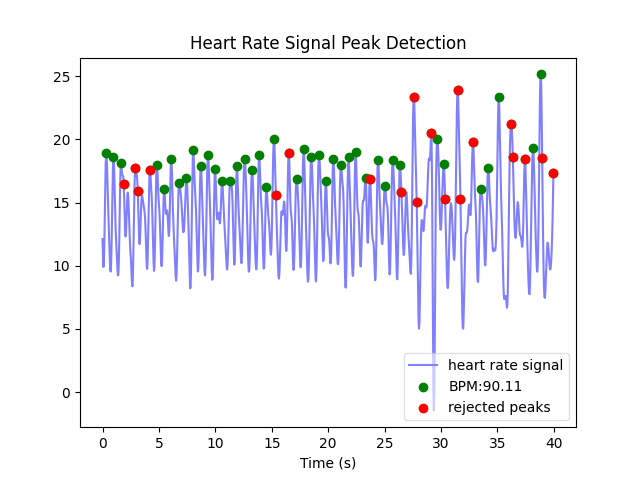 Heart Rate Signal Peak Detection
25
20
15
10
5
0
heart rate signal
BPM:90.11
rejected peaks
0 5 10 15 20 25 30 35 40
Time (s)